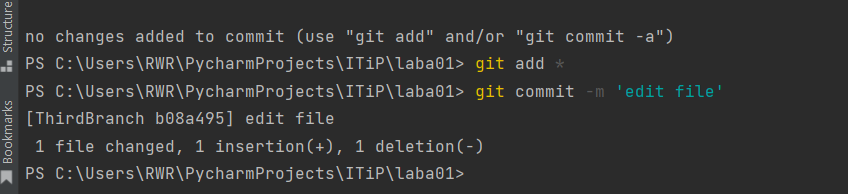 Structure
Bookmarks
no changes added to commit (use "git add" and/or "git commit -a")
PS C:\Users\RWR\PycharmProjects\ITiP\laba01> git add *
PS C:\Users\RWR\PycharmProjects\ITiP\laba01> git commit -m 'edit file'
[ThirdBranch b08a495] edit file
 1 file changed, 1 insertion(+), 1 deletion(-)
PS C:\Users\RWR\PycharmProjects\ITiP\laba01>